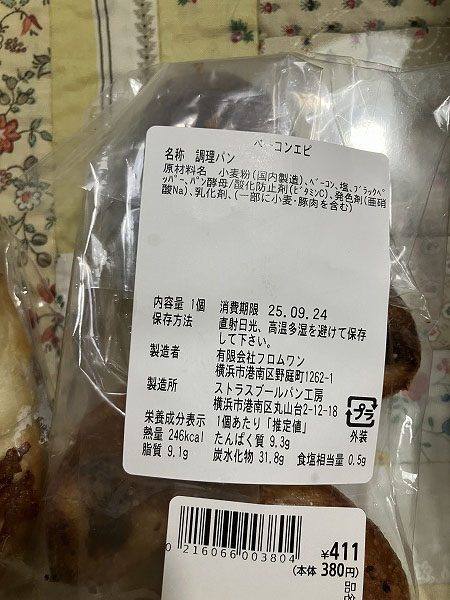 ベーコンエピ
名称 調理パン
原材料名 小麦粉(国内製造)、ベーコン、塩、ブラックペ
ッパー、パン酵母/酸化防止剤(ビタミンC)、発色剤(亜硝
酸Na)、乳化剤、(一部に小麦・豚肉を含む)
内容量 1個 消費期限 25.09.24
保存方法 直射日光、高温多湿を避けて保存
して下さい。
製造者 有限会社フロムワン
横浜市港南区野庭町1262-1
製造所 ストラスブールパン工房
横浜市港南区丸山台2-12-18
プラ
外装
栄養成分表示 1個あたり「推定値」
熱量 246kcal たんぱく質 9.3g
脂質 9.1g 炭水化物 31.8g 食塩相当量 0.5g
0 216066 003804
¥411
(本体 380円)